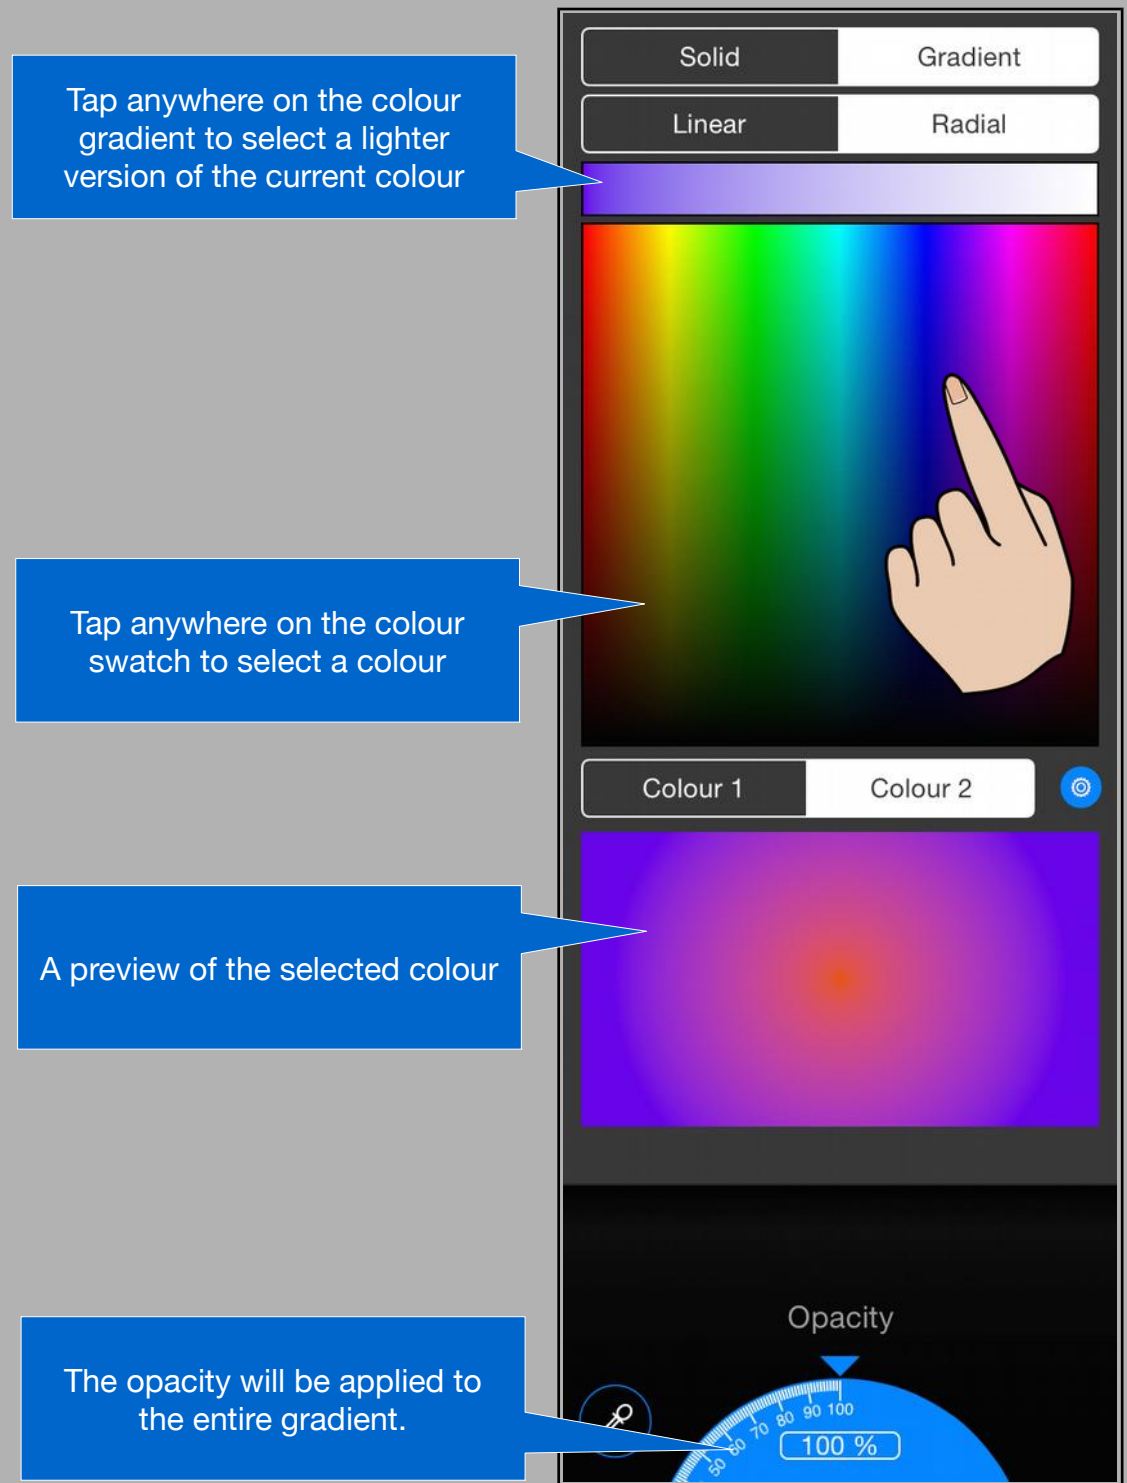 Solid Gradient
Tap anywhere on the colour
gradient to select a lighter
version of the current colour
Linear Radial
Tap anywhere on the colour
swatch to select a colour
Colour 1 Colour 2
A preview of the selected colour
Opacity
The opacity will be applied to
the entire gradient.
50 60 70 80 90 100
100 %